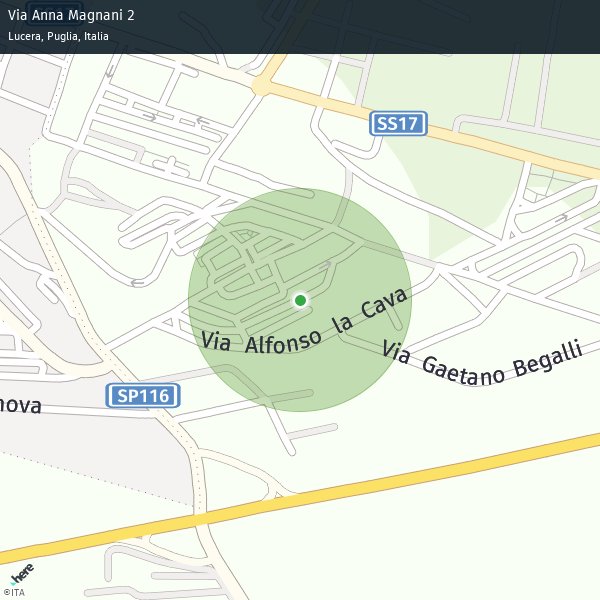 Via Anna Magnani 2
Lucera, Puglia, Italia
SS17
Via Alfonso la Cava
Via Gaetano Begalli
SP116
nova
here
©ITA